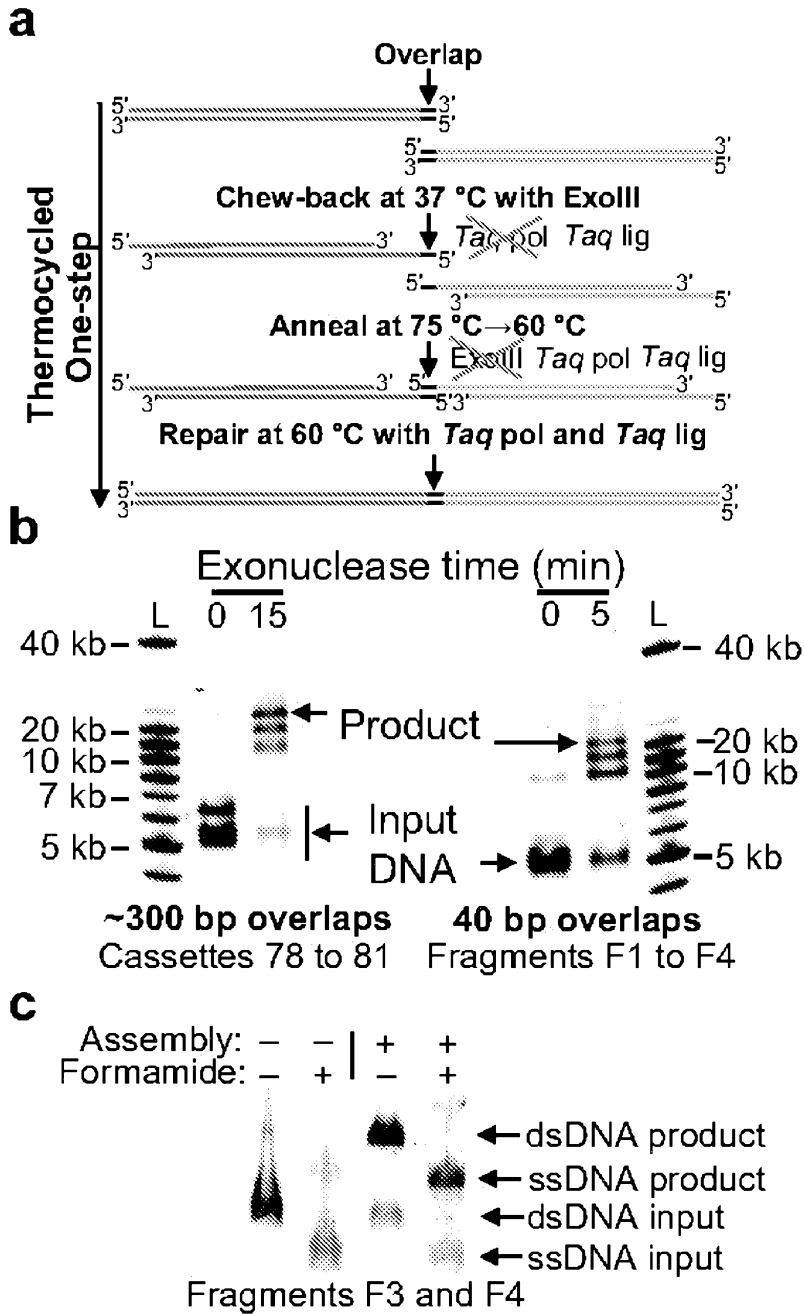 a
Overlap
5' 3'
3' 5'
5' 3'
3' 5'
Chew-back at 37 °C with ExoIII
Taq pol Taq lig
5' 3'
3' 5'
5' 3'
3' 5'
Anneal at 75 °C→60 °C
ExoIII Taq pol Taq lig
5' 3' 5' 3'
3' 5'3' 5'
Repair at 60 °C with Taq pol and Taq lig
5' 3'
3' 5'
Thermocycled
One-step
b
Exonuclease time (min)
L 0 15 0 5 L
40 kb 40 kb
Product
20 kb 20 kb
10 kb 10 kb
7 kb
Input
DNA
5 kb 5 kb
~300 bp overlaps 40 bp overlaps
Cassettes 78 to 81 Fragments F1 to F4
c
Assembly: – – + +
Formamide: – + – +
dsDNA product
ssDNA product
dsDNA input
ssDNA input
Fragments F3 and F4